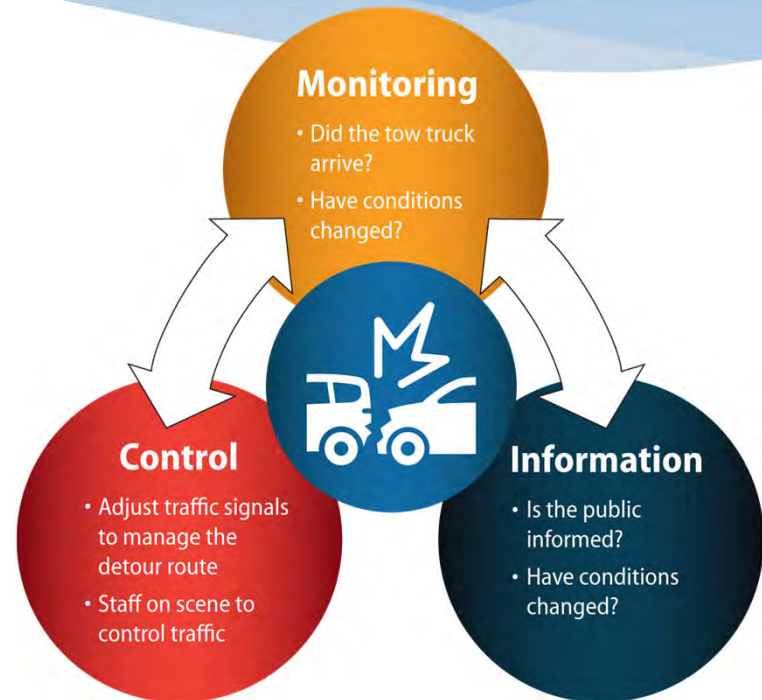 Monitoring
• Did the tow truck
arrive?
• Have conditions
changed?
Control
• Adjust traffic signals
to manage the
detour route
• Staff on scene to
control traffic
Information
• Is the public
informed?
• Have conditions
changed?